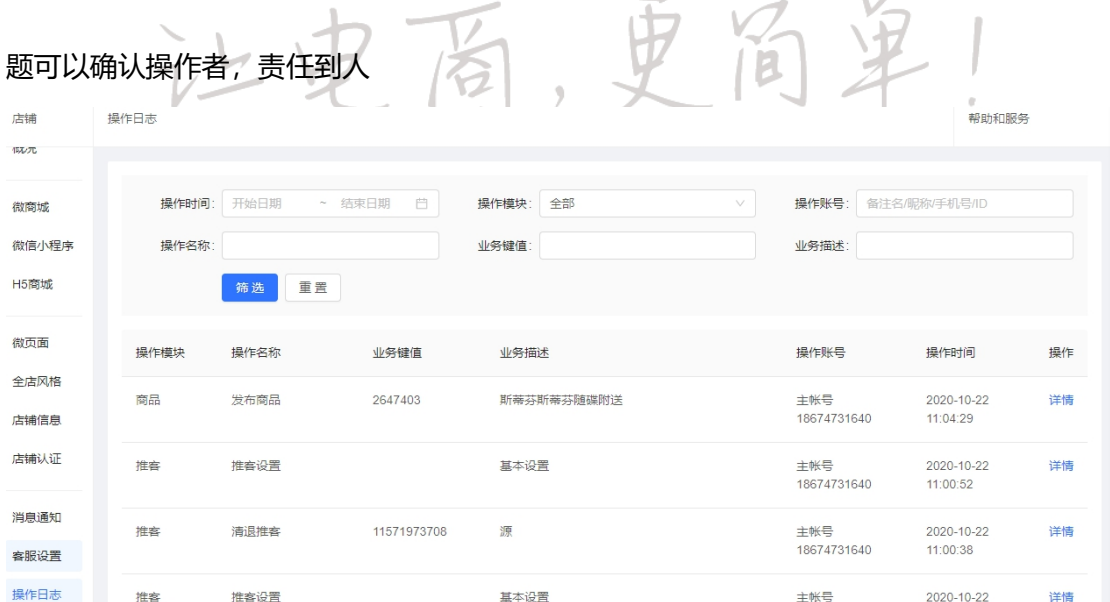 让电商,更简单!
题可以确认操作者，责任到人
店铺 操作日志 帮助和服务
概况
微商城
微信小程序
H5商城
微页面
全店风格
店铺信息
店铺认证
消息通知
客服设置
操作日志
操作时间: 开始日期 ~ 结束日期 操作模块: 全部 操作账号: 备注名/昵称/手机号/ID
操作名称: 业务键值: 业务描述:
筛选 重置
操作模块 操作名称 业务键值 业务描述 操作账号 操作时间 操作
商品 发布商品 2647403 斯蒂芬斯蒂芬随碟附送 主帐号 2020-10-22 详情
18674731640 11:04:29
推客 推客设置 基本设置 主帐号 2020-10-22 详情
18674731640 11:00:52
推客 清退推客 11571973708 源 主帐号 2020-10-22 详情
18674731640 11:00:38
推客 推客设置 基本设置 主帐号 2020-10-22 详情